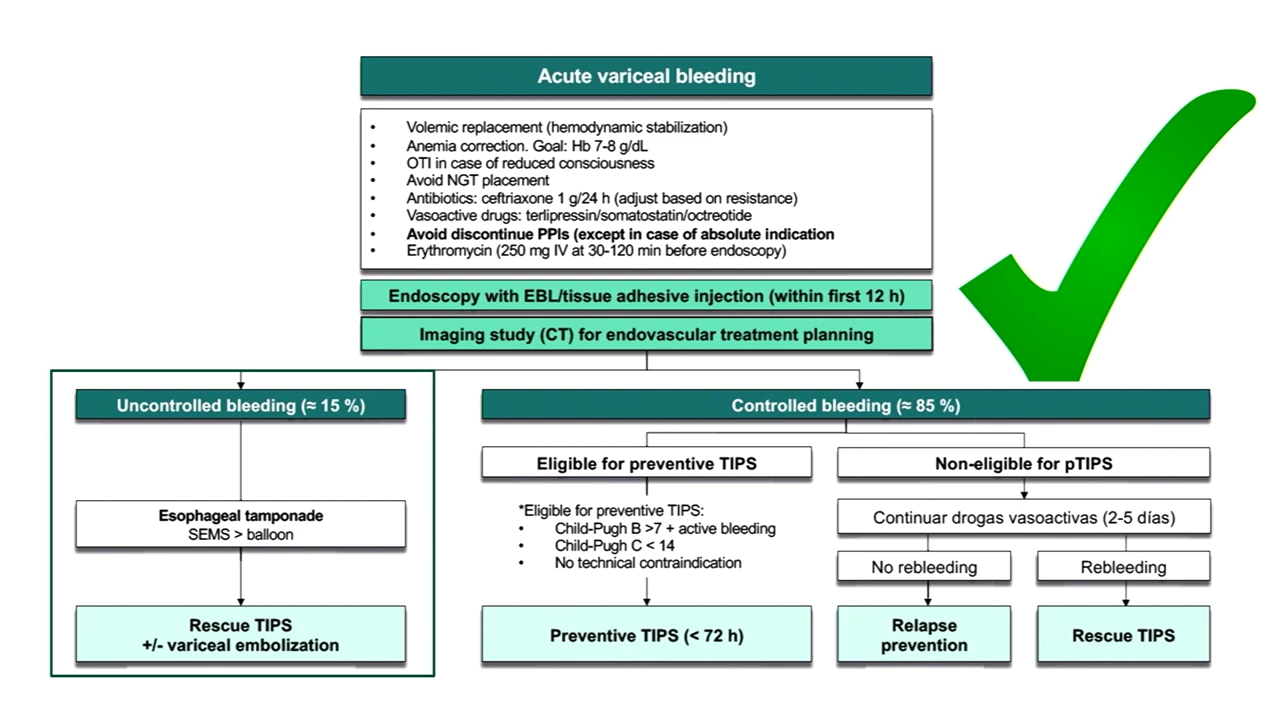 Acute variceal bleeding
• Volemic replacement (hemodynamic stabilization)
• Anemia correction. Goal: Hb 7-8 g/dL
• OTI in case of reduced consciousness
• Avoid NGT placement
• Antibiotics: ceftriaxone 1 g/24 h (adjust based on resistance)
• Vasoactive drugs: terlipressin/somatostatin/octreotide
• Avoid discontinue PPIs (except in case of absolute indication
• Erythromycin (250 mg IV at 30-120 min before endoscopy)
Endoscopy with EBL/tissue adhesive injection (within first 12 h)
Imaging study (CT) for endovascular treatment planning
Uncontrolled bleeding (≈ 15 %)
Esophageal tamponade
SEMS > balloon
Rescue TIPS
+/- variceal embolization
Controlled bleeding (≈ 85 %)
Eligible for preventive TIPS
*Eligible for preventive TIPS:
• Child-Pugh B >7 + active bleeding
• Child-Pugh C < 14
• No technical contraindication
Preventive TIPS (< 72 h)
Non-eligible for pTIPS
Continuar drogas vasoactivas (2-5 días)
No rebleeding
Relapse
prevention
Rebleeding
Rescue TIPS